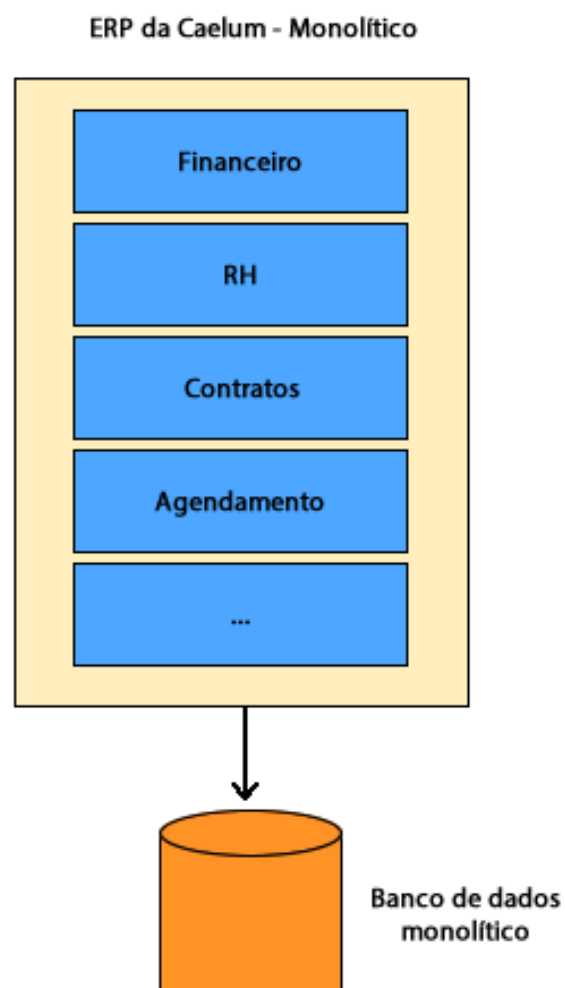 ERP da Caelum - Monolítico
Financeiro
RH
Contratos
Agendamento
...
Banco de dados
monolítico